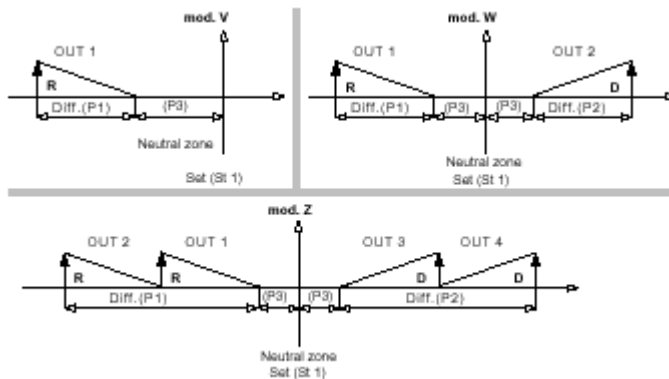 mod. V
OUT 1
R
Diff.(P1)
(P3)
Neutral zone
Set (St 1)
mod. W
OUT 1
OUT 2
R
D
Diff.(P1)
(P3)
(P3)
Diff.(P2)
Neutral zone
Set (St 1)
mod. Z
OUT 2
OUT 1
OUT 3
OUT 4
R
R
D
D
Diff.(P1)
(P3)
(P3)
Diff.(P2)
Neutral zone
Set (St 1)